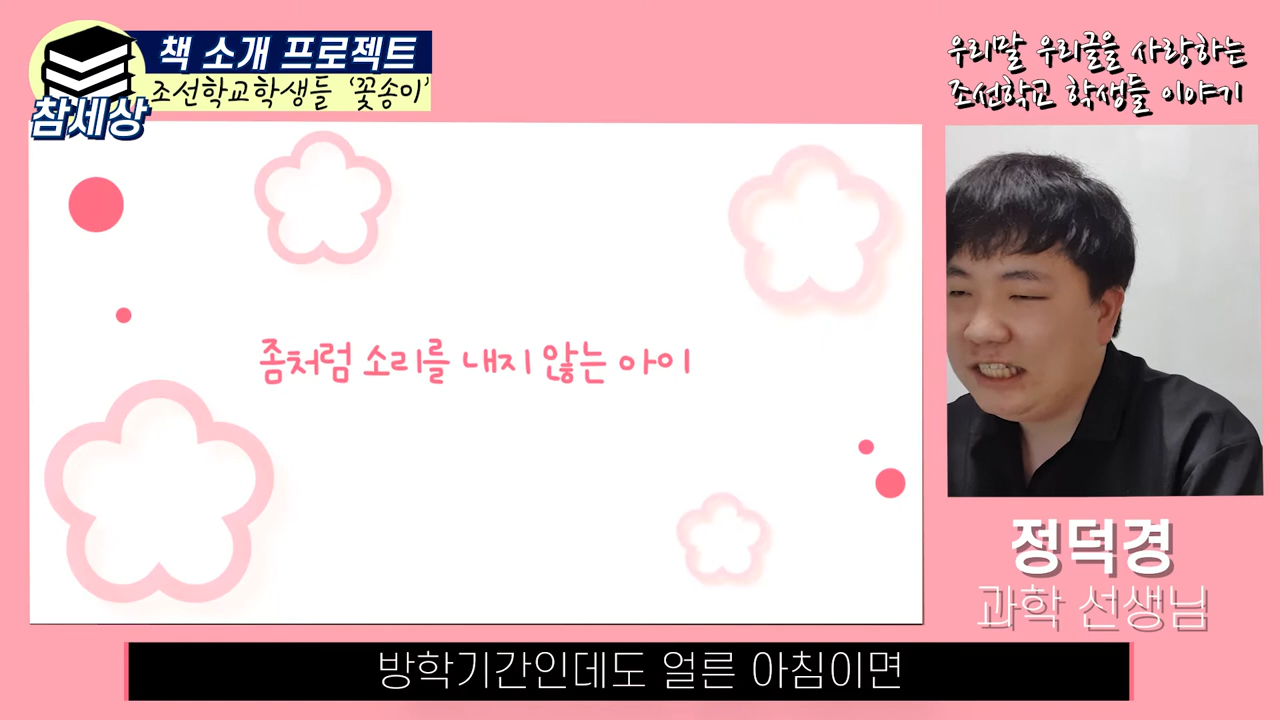 책 소개 프로젝트
조선학교학생들 ‘꽃송이’
참세상
우리말 우리글을 사랑하는
조선학교 학생들 이야기
좀처럼 소리를 내지 않는 아이
정덕경
과학 선생님
방학기간인데도 얼른 아침이면